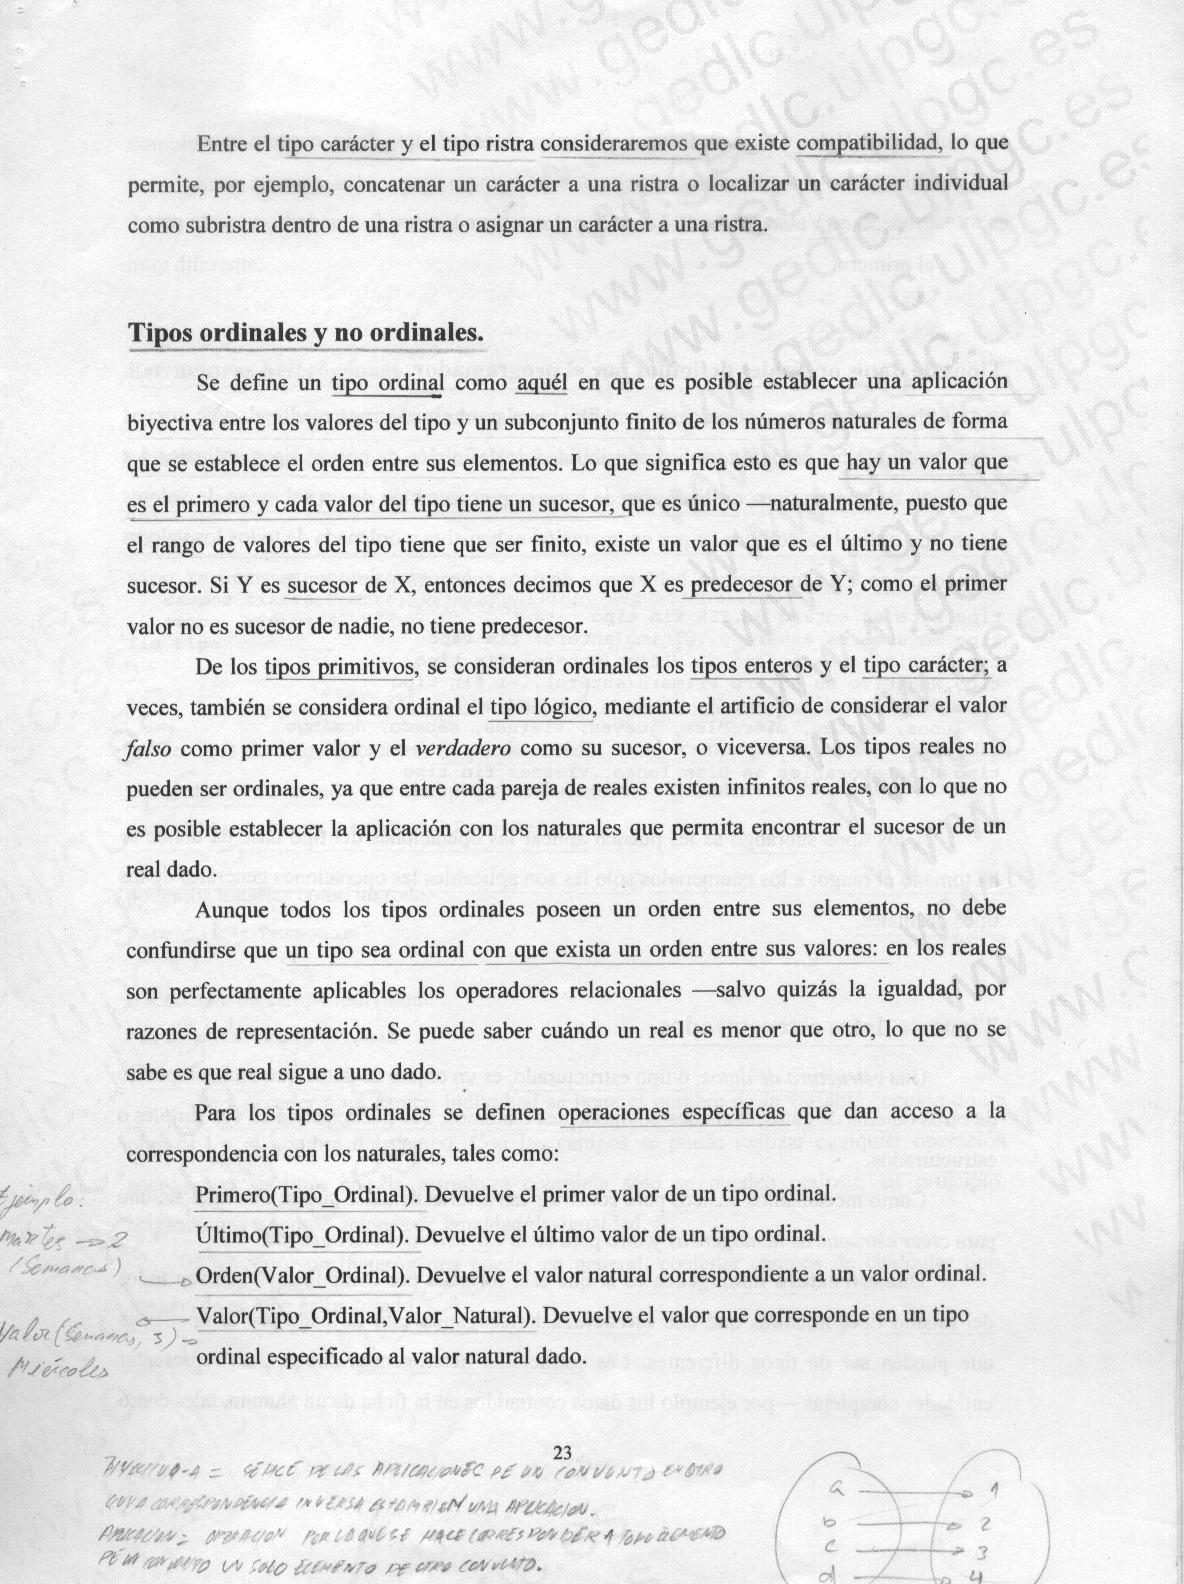 Entre el tipo carácter y el tipo ristra consideraremos que existe compatibilidad, lo que
permite, por ejemplo, concatenar un carácter a una ristra o localizar un carácter individual
como subristra dentro de una ristra o asignar un carácter a una ristra.
Tipos ordinales y no ordinales.
Se define un tipo ordinal como aquél en que es posible establecer una aplicación
biyectiva entre los valores del tipo y un subconjunto finito de los números naturales de forma
que se establece el orden entre sus elementos. Lo que significa esto es que hay un valor que
es el primero y cada valor del tipo tiene un sucesor, que es único —naturalmente, puesto que
el rango de valores del tipo tiene que ser finito, existe un valor que es el último y no tiene
sucesor. Si Y es sucesor de X, entonces decimos que X es predecesor de Y; como el primer
valor no es sucesor de nadie, no tiene predecesor.
De los tipos primitivos, se consideran ordinales los tipos enteros y el tipo carácter; a
veces, también se considera ordinal el tipo lógico, mediante el artificio de considerar el valor
falso como primer valor y el verdadero como su sucesor, o viceversa. Los tipos reales no
pueden ser ordinales, ya que entre cada pareja de reales existen infinitos reales, con lo que no
es posible establecer la aplicación con los naturales que permita encontrar el sucesor de un
real dado.
Aunque todos los tipos ordinales poseen un orden entre sus elementos, no debe
confundirse que un tipo sea ordinal con que exista un orden entre sus valores: en los reales
son perfectamente aplicables los operadores relacionales —salvo quizás la igualdad, por
razones de representación. Se puede saber cuándo un real es menor que otro, lo que no se
sabe es que real sigue a uno dado.
Para los tipos ordinales se definen operaciones específicas que dan acceso a la
correspondencia con los naturales, tales como:
Primero(Tipo_Ordinal). Devuelve el primer valor de un tipo ordinal.
Último(Tipo_Ordinal). Devuelve el último valor de un tipo ordinal.
Orden(Valor_Ordinal). Devuelve el valor natural correspondiente a un valor ordinal.
Valor(Tipo_Ordinal,Valor_Natural). Devuelve el valor que corresponde en un tipo
ordinal especificado al valor natural dado.
Ejemplo:
Martes → 2
(Semanas)
Valor(Semanas, 3) →
Miércoles
23
BIYECTIVO-A = SE DICE DE LAS APLICACIONES DE UN CONJUNTO EN OTRO
CUYA CORRESPONDENCIA INVERSA ES TAMBIEN UNA APLICACION.
APLICACION = OPERACION POR LA QUE SE HACE CORRESPONDER A TODO ELEMENTO
DE UN CONJUNTO UN SOLO ELEMENTO DE OTRO CONJUNTO.
a → 1
b → 2
c → 3
d → 4
www.gedlc.ulpgc.es